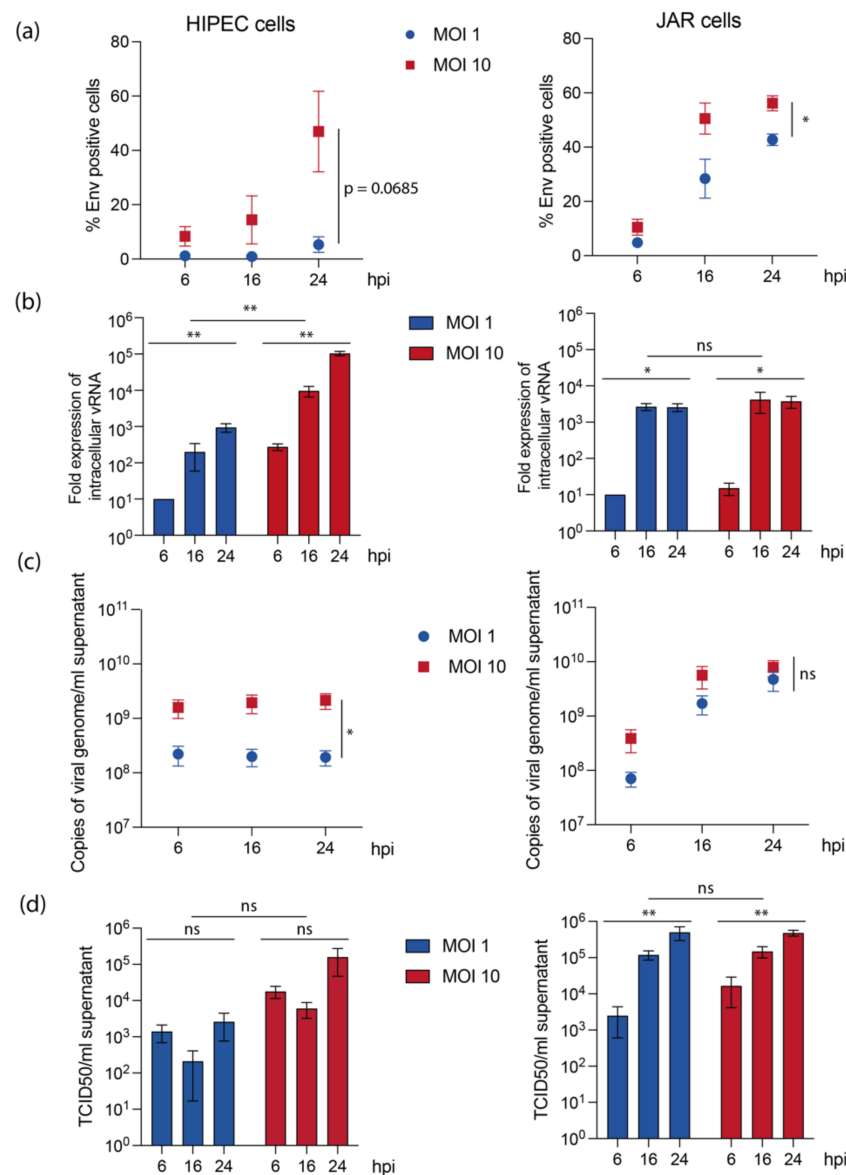 (a)
HIPEC cells
MOI 1
MOI 10
JAR cells
% Env positive cells
80
60
40
20
0
p = 0.0685
6 16 24 hpi
% Env positive cells
80
60
40
20
0
*
6 16 24 hpi
(b)
Fold expression of
intracellular vRNA
10⁶
10⁵
10⁴
10³
10²
10¹
10⁰
**
** **
6 16 24 6 16 24 hpi
MOI 1
MOI 10
Fold expression of
intracellular vRNA
10⁶
10⁵
10⁴
10³
10²
10¹
10⁰
ns
* *
6 16 24 6 16 24 hpi
(c)
Copies of viral genome/ml supernatant
10¹¹
10¹⁰
10⁹
10⁸
10⁷
*
6 16 24 hpi
MOI 1
MOI 10
Copies of viral genome/ml supernatant
10¹¹
10¹⁰
10⁹
10⁸
10⁷
ns
6 16 24 hpi
(d)
TCID50/ml supernatant
10⁶
10⁵
10⁴
10³
10²
10¹
10⁰
ns
ns ns
6 16 24 6 16 24 hpi
MOI 1
MOI 10
TCID50/ml supernatant
10⁶
10⁵
10⁴
10³
10²
10¹
10⁰
ns
** **
6 16 24 6 16 24 hpi